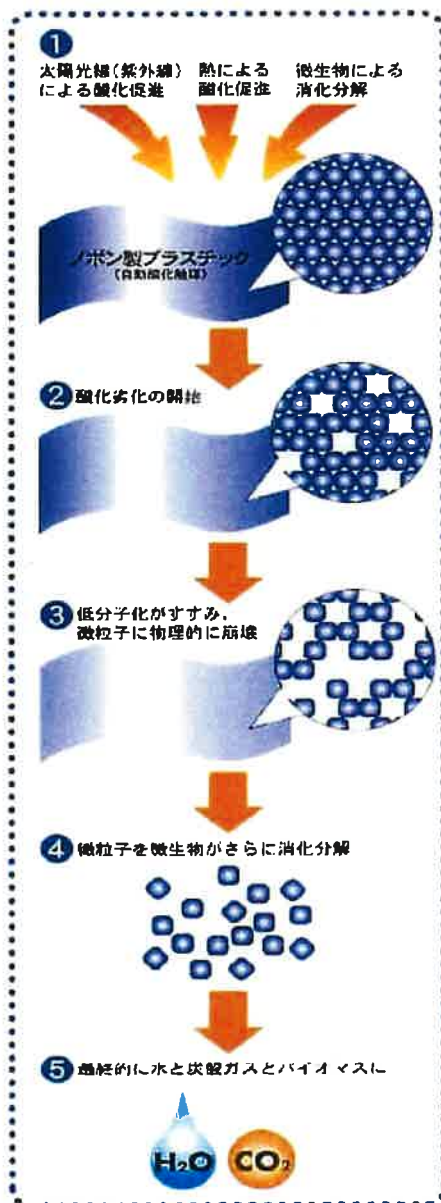 1
太陽光線(紫外線)
による酸化促進
熱による
酸化促進
微生物による
消化分解
ノボン製プラスチック
(自動酸化触媒)
2 酸化劣化の開始
3 低分子化がすすみ、
微粒子に物理的に崩壊
4 微粒子を微生物がさらに消化分解
5 最終的に水と炭酸ガスとバイオマスに
H₂O CO₂